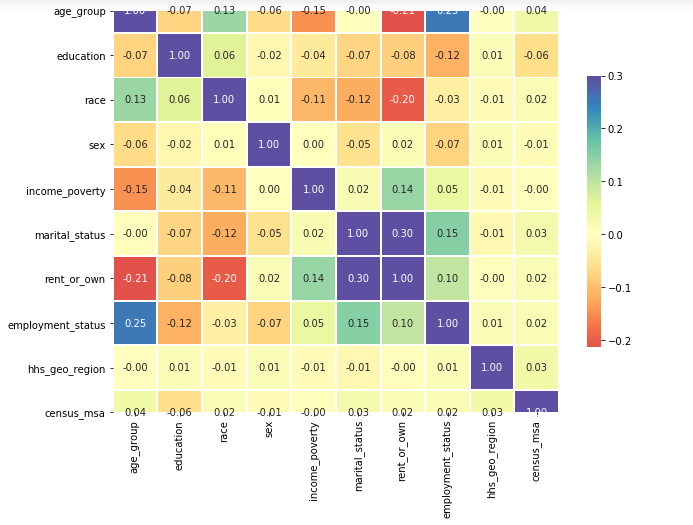 age_group 1.00 -0.07 0.13 -0.06 -0.15 -0.00 -0.21 0.25 -0.00 0.04
education -0.07 1.00 0.06 -0.02 -0.04 -0.07 -0.08 -0.12 0.01 -0.06
race 0.13 0.06 1.00 0.01 -0.11 -0.12 -0.20 -0.03 -0.01 0.02
sex -0.06 -0.02 0.01 1.00 0.00 -0.05 0.02 -0.07 0.01 -0.01
income_poverty -0.15 -0.04 -0.11 0.00 1.00 0.02 0.14 0.05 -0.01 -0.00
marital_status -0.00 -0.07 -0.12 -0.05 0.02 1.00 0.30 0.15 -0.01 0.03
rent_or_own -0.21 -0.08 -0.20 0.02 0.14 0.30 1.00 0.10 -0.00 0.02
employment_status 0.25 -0.12 -0.03 -0.07 0.05 0.15 0.10 1.00 0.01 0.02
hhs_geo_region -0.00 0.01 -0.01 0.01 -0.01 -0.01 -0.00 0.01 1.00 0.03
census_msa 0.04 -0.06 0.02 -0.01 -0.00 0.03 0.02 0.02 0.03 1.00
age_group
education
race
sex
income_poverty
marital_status
rent_or_own
employment_status
hhs_geo_region
census_msa
0.3
0.2
0.1
0.0
−0.1
−0.2